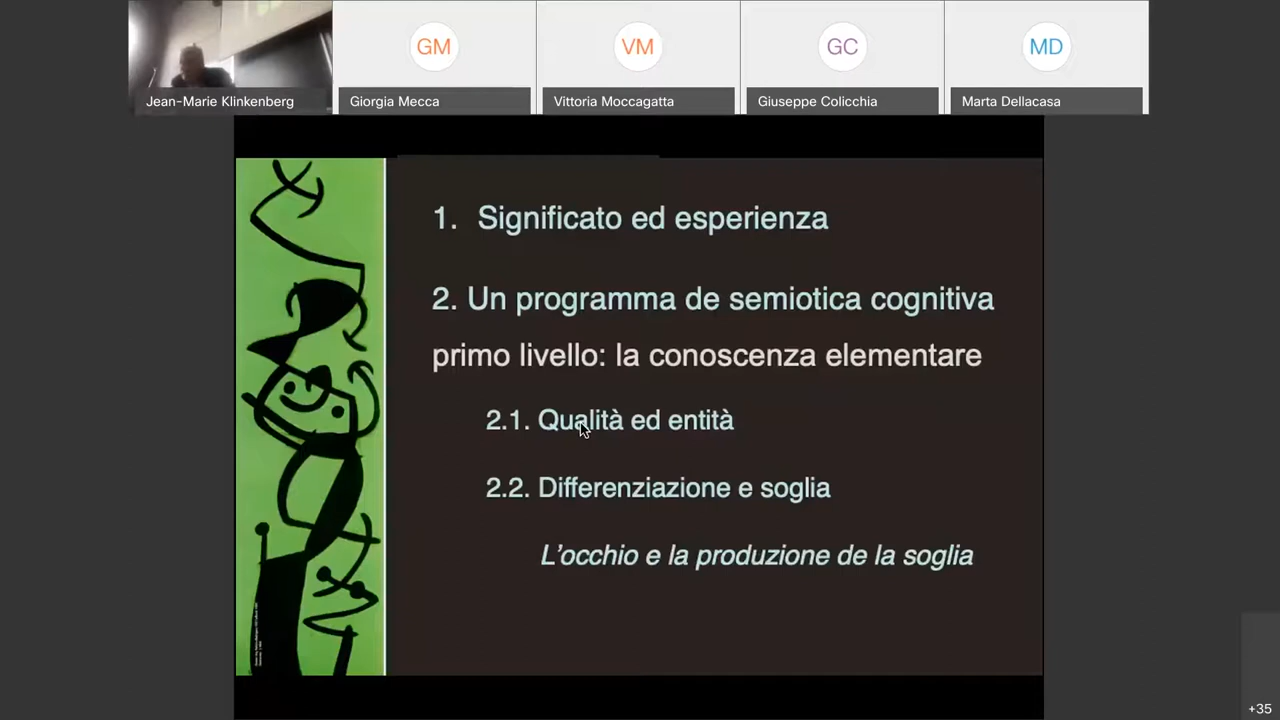 GM
VM
GC
MD
Jean-Marie Klinkenberg
Giorgia Mecca
Vittoria Moccagatta
Giuseppe Colicchia
Marta Dellacasa
1. Significato ed esperienza
2. Un programma de semiotica cognitiva
primo livello: la conoscenza elementare
2.1. Qualità ed entità
2.2. Differenziazione e soglia
L'occhio e la produzione de la soglia
+35